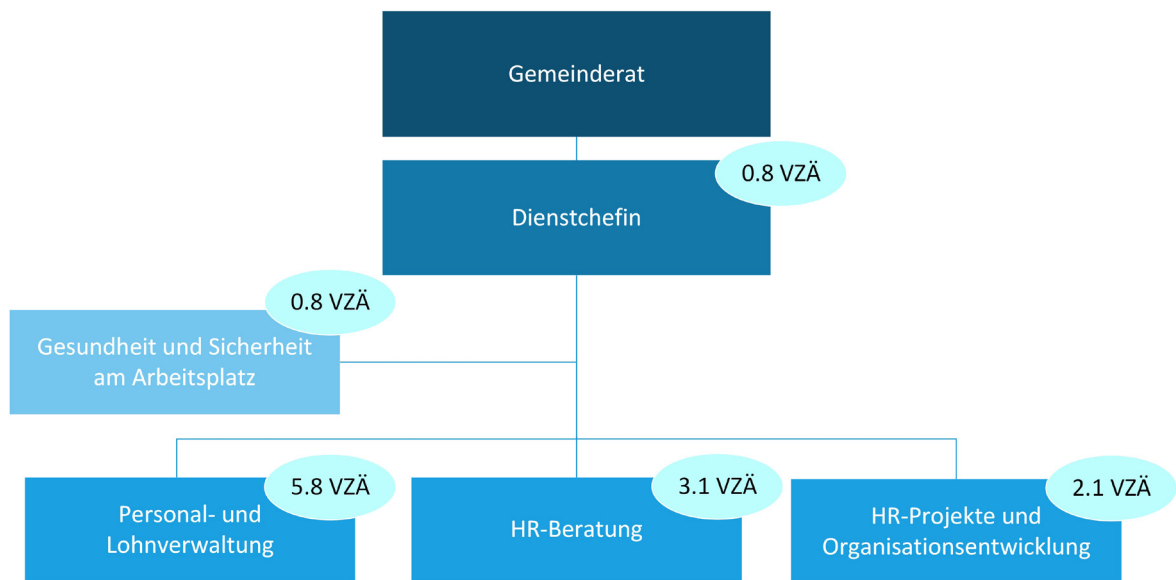 Gemeinderat
0.8 VZÄ
Dienstchefin
0.8 VZÄ
Gesundheit und Sicherheit
am Arbeitsplatz
5.8 VZÄ
Personal- und
Lohnverwaltung
3.1 VZÄ
HR-Beratung
2.1 VZÄ
HR-Projekte und
Organisationsentwicklung